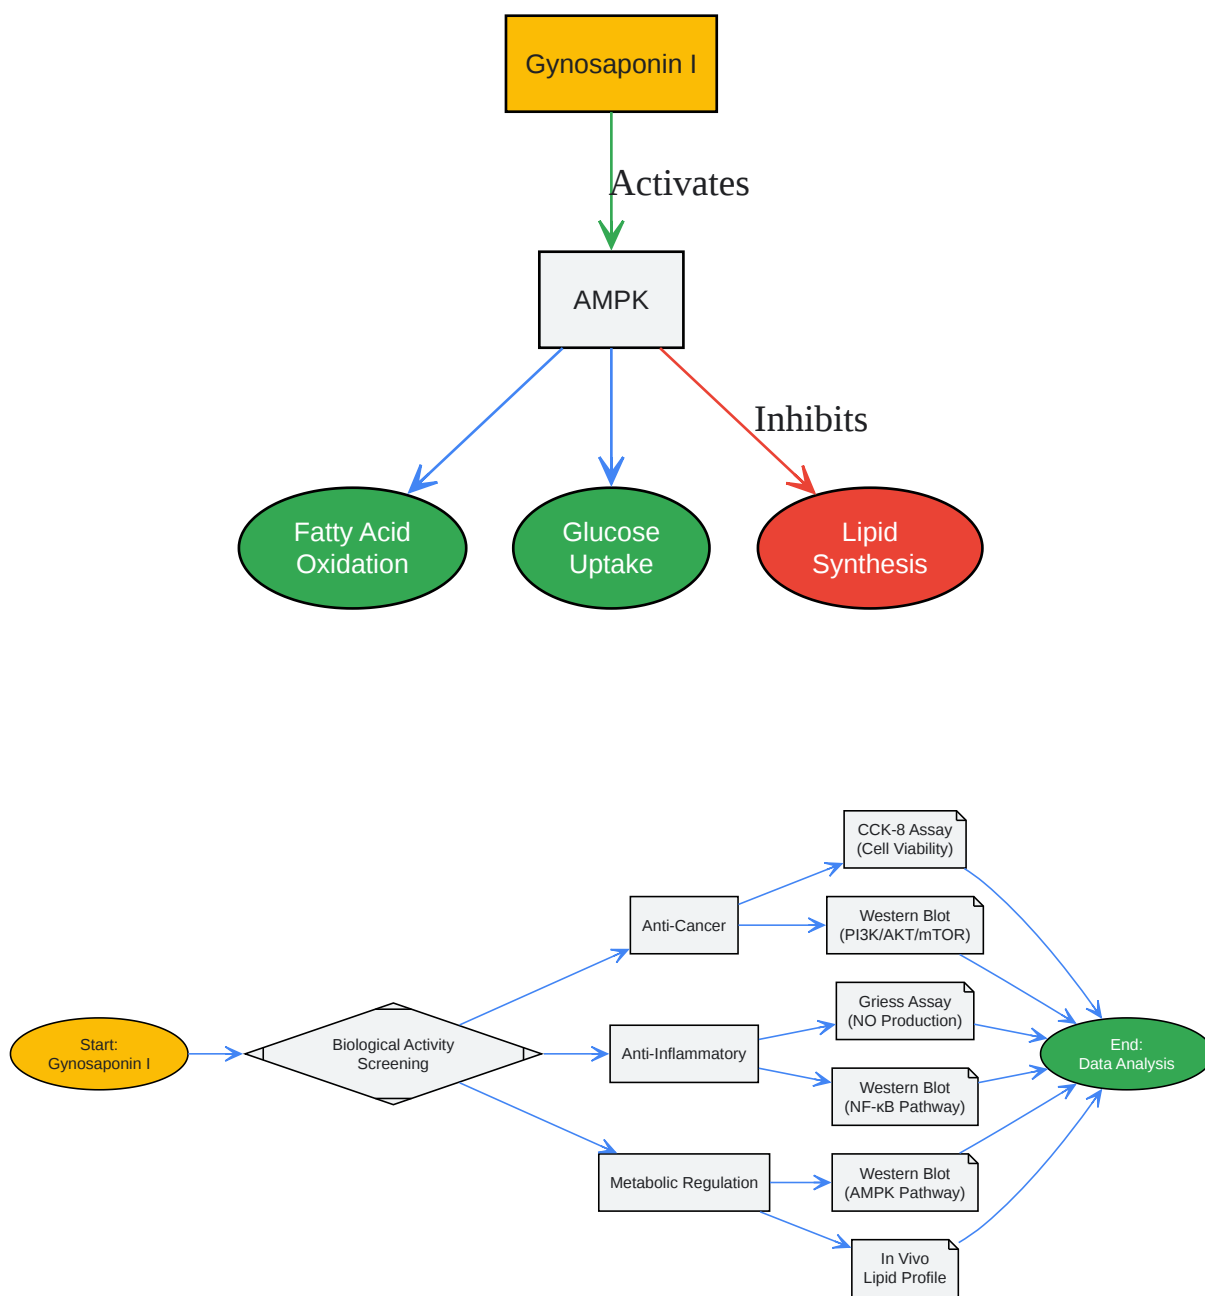 Gynosaponin I
Activates
AMPK
Inhibits
Fatty Acid
Oxidation
Glucose
Uptake
Lipid
Synthesis
Start:
Gynosaponin I
Biological Activity
Screening
Anti-Cancer
Anti-Inflammatory
Metabolic Regulation
CCK-8 Assay
(Cell Viability)
Western Blot
(PI3K/AKT/mTOR)
Griess Assay
(NO Production)
Western Blot
(NF-κB Pathway)
Western Blot
(AMPK Pathway)
In Vivo
Lipid Profile
End:
Data Analysis